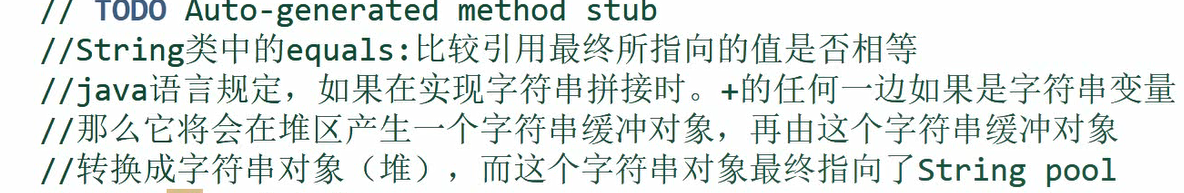 // TODO Auto-generated method stub
//String类中的equals:比较引用最终所指向的值是否相等
//java语言规定，如果在实现字符串拼接时。+的任何一边如果是字符串变量
//那么它将会在堆区产生一个字符串缓冲对象，再由这个字符串缓冲对象
//转换成字符串对象（堆），而这个字符串对象最终指向了String pool